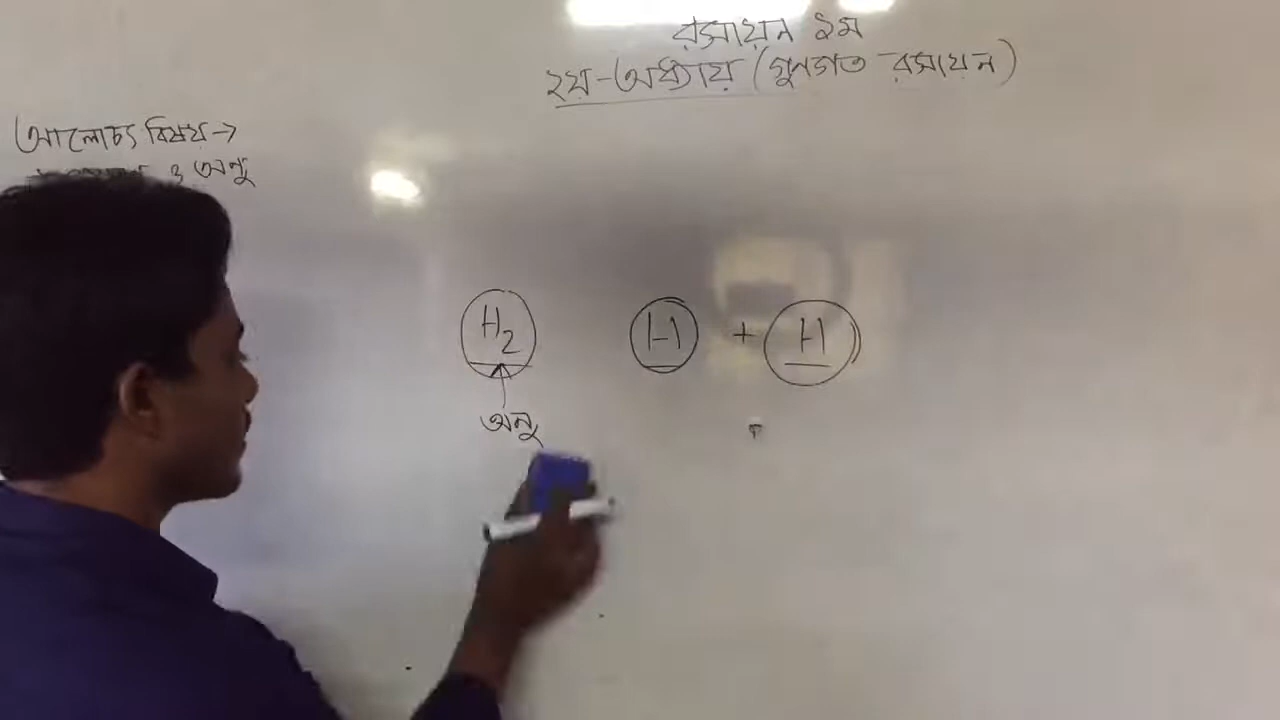 রসায়ন ১ম
২য়-অধ্যায় (গুণগত রসায়ন)
আলোচ্য বিষয় →
ও অনু
H2 H + H
অনু